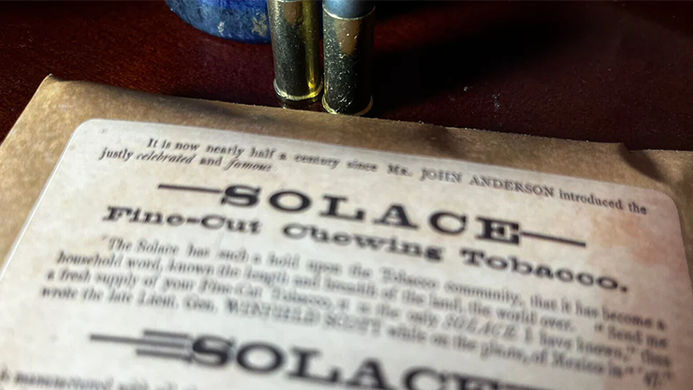 It is now nearly half a century since Mr. JOHN ANDERSON introduced the
justly celebrated and famous
SOLACE
Fine-Cut Chewing Tobacco.
The Solace has such a hold upon the Tobacco community, that it has become a
household word, known the length and breadth of the land, the world over. "Send me
a fresh supply of your Fine-Cut Tobacco, it is the only SOLACE I have known," thus
wrote the late Lieut. Gen. WINFIELD SCOTT while on the plains, of Mexico in "'47."
SOLACE
manufactured with